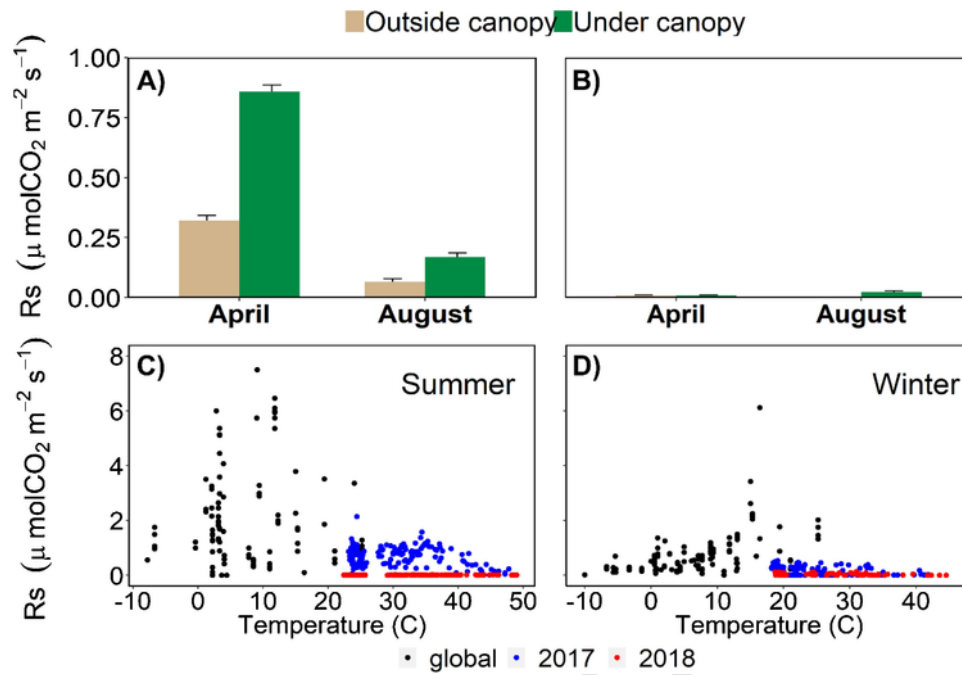 Outside canopy Under canopy
A) B)
1.00
0.75
0.50
0.25
0.00
Rs (μ molCO₂ m⁻² s⁻¹)
April August April August
C) Summer D) Winter
8
6
4
2
0
Rs (μ molCO₂ m⁻² s⁻¹)
-10 0 10 20 30 40 50 -10 0 10 20 30 40
Temperature (C) Temperature (C)
global 2017 2018